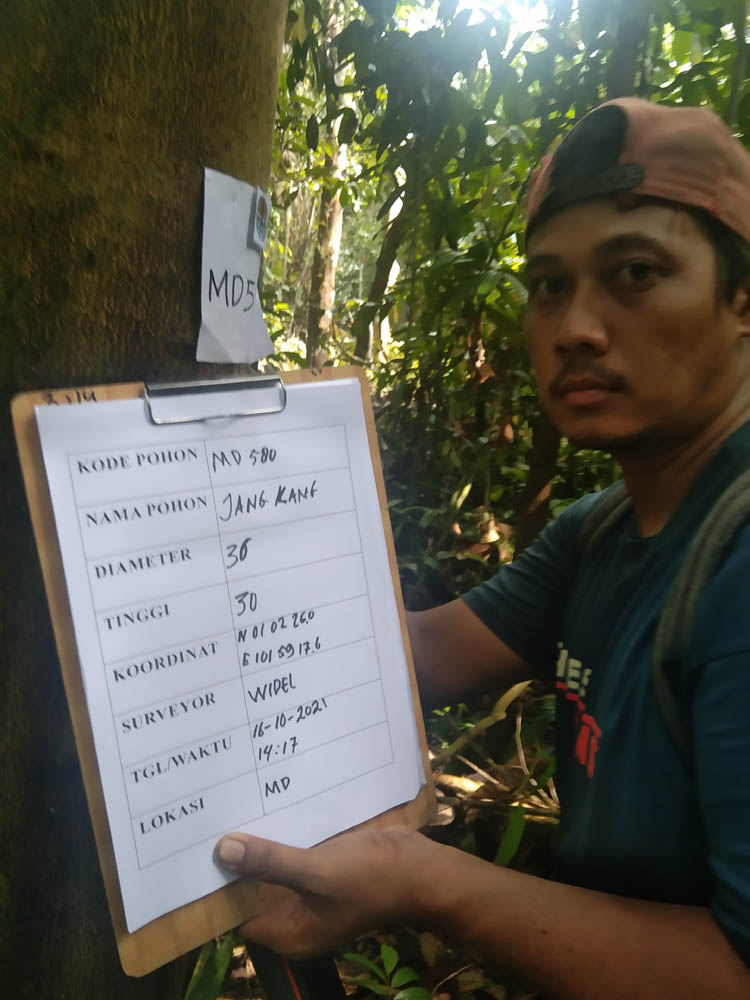 MD5
KODE POHON MD 580
NAMA POHON JANG KANG
DIAMETER 36
TINGGI 30
KOORDINAT N 01 02 26.0
E 101 59 17.6
SURVEYOR WIDEL
TGL/WAKTU 16-10-2021
14:17
LOKASI MD